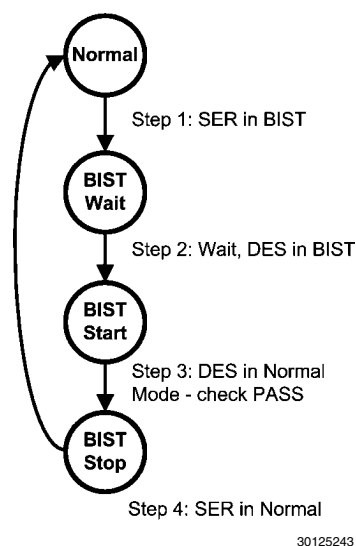 Normal
Step 1: SER in BIST
BIST
Wait
Step 2: Wait, DES in BIST
BIST
Start
Step 3: DES in Normal
Mode - check PASS
BIST
Stop
Step 4: SER in Normal
30125243